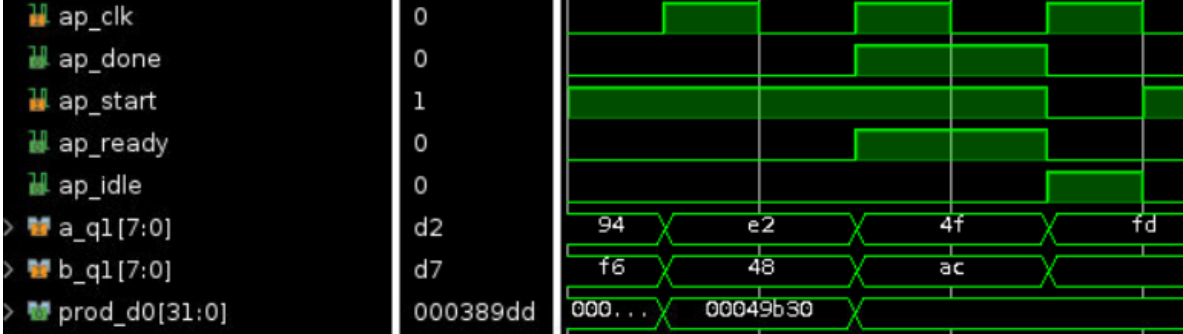 ap_clk 0
ap_done 0
ap_start 1
ap_ready 0
ap_idle 0
a_q1[7:0] d2 94 e2 4f fd
b_q1[7:0] d7 f6 48 ac
prod_d0[31:0] 000389dd 000... 00049b30